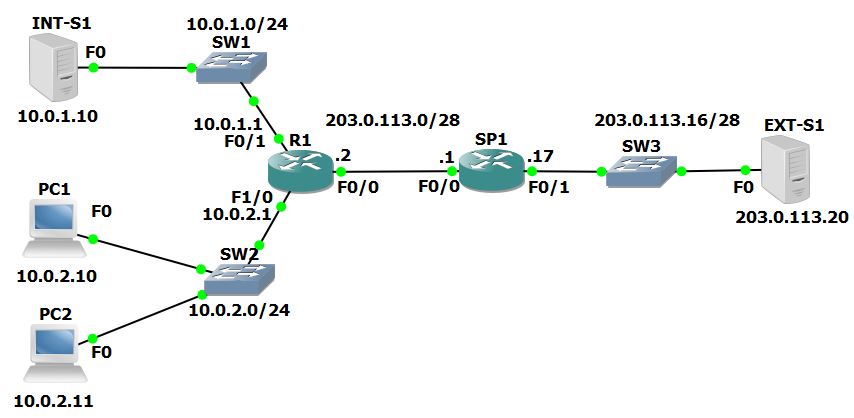 INT-S1
F0
10.0.1.10
10.0.1.0/24
SW1
10.0.1.1
F0/1
R1
203.0.113.0/28
.2
F0/0
SP1
.1
F0/0
.17
F0/1
203.0.113.16/28
SW3
EXT-S1
F0
203.0.113.20
F1/0
10.0.2.1
PC1
F0
10.0.2.10
SW2
10.0.2.0/24
PC2
F0
10.0.2.11